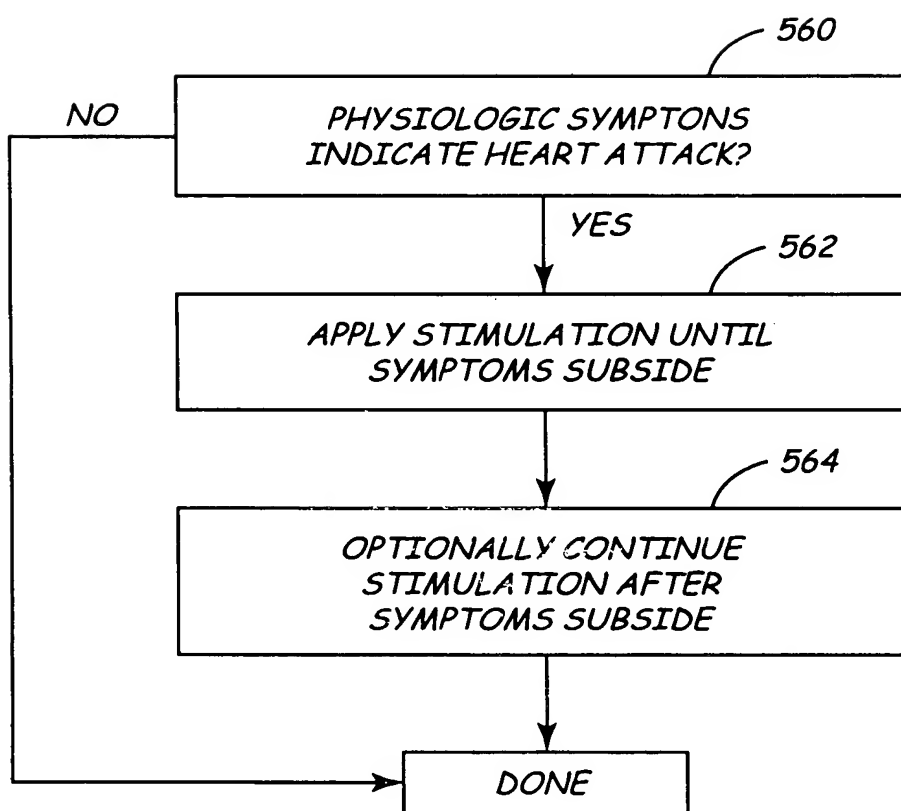 560
NO
PHYSIOLOGIC SYMPTONS
INDICATE HEART ATTACK?
YES
562
APPLY STIMULATION UNTIL
SYMPTOMS SUBSIDE
564
OPTIONALLY CONTINUE
STIMULATION AFTER
SYMPTOMS SUBSIDE
DONE